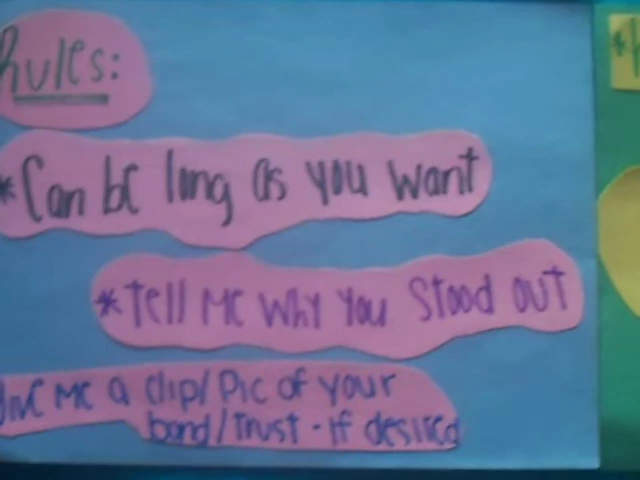 Rules:
*Can be long as you want
*Tell Me Why You Stood out
Me a clip/Pic of your
bond/Trust - if desired